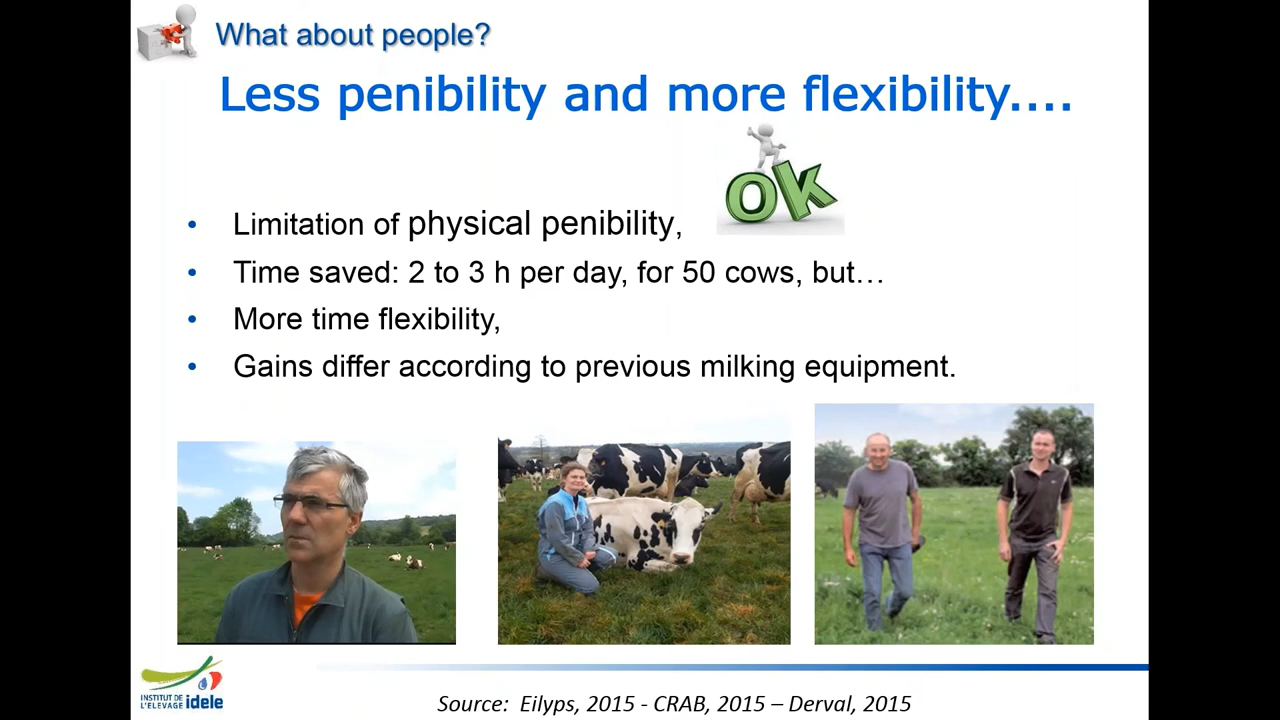 What about people?
Less penibility and more flexibility....
ok
• Limitation of physical penibility,
• Time saved: 2 to 3 h per day, for 50 cows, but…
• More time flexibility,
• Gains differ according to previous milking equipment.
INSTITUT DE
L'ELEVAGE idele
Source: Eilyps, 2015 - CRAB, 2015 – Derval, 2015